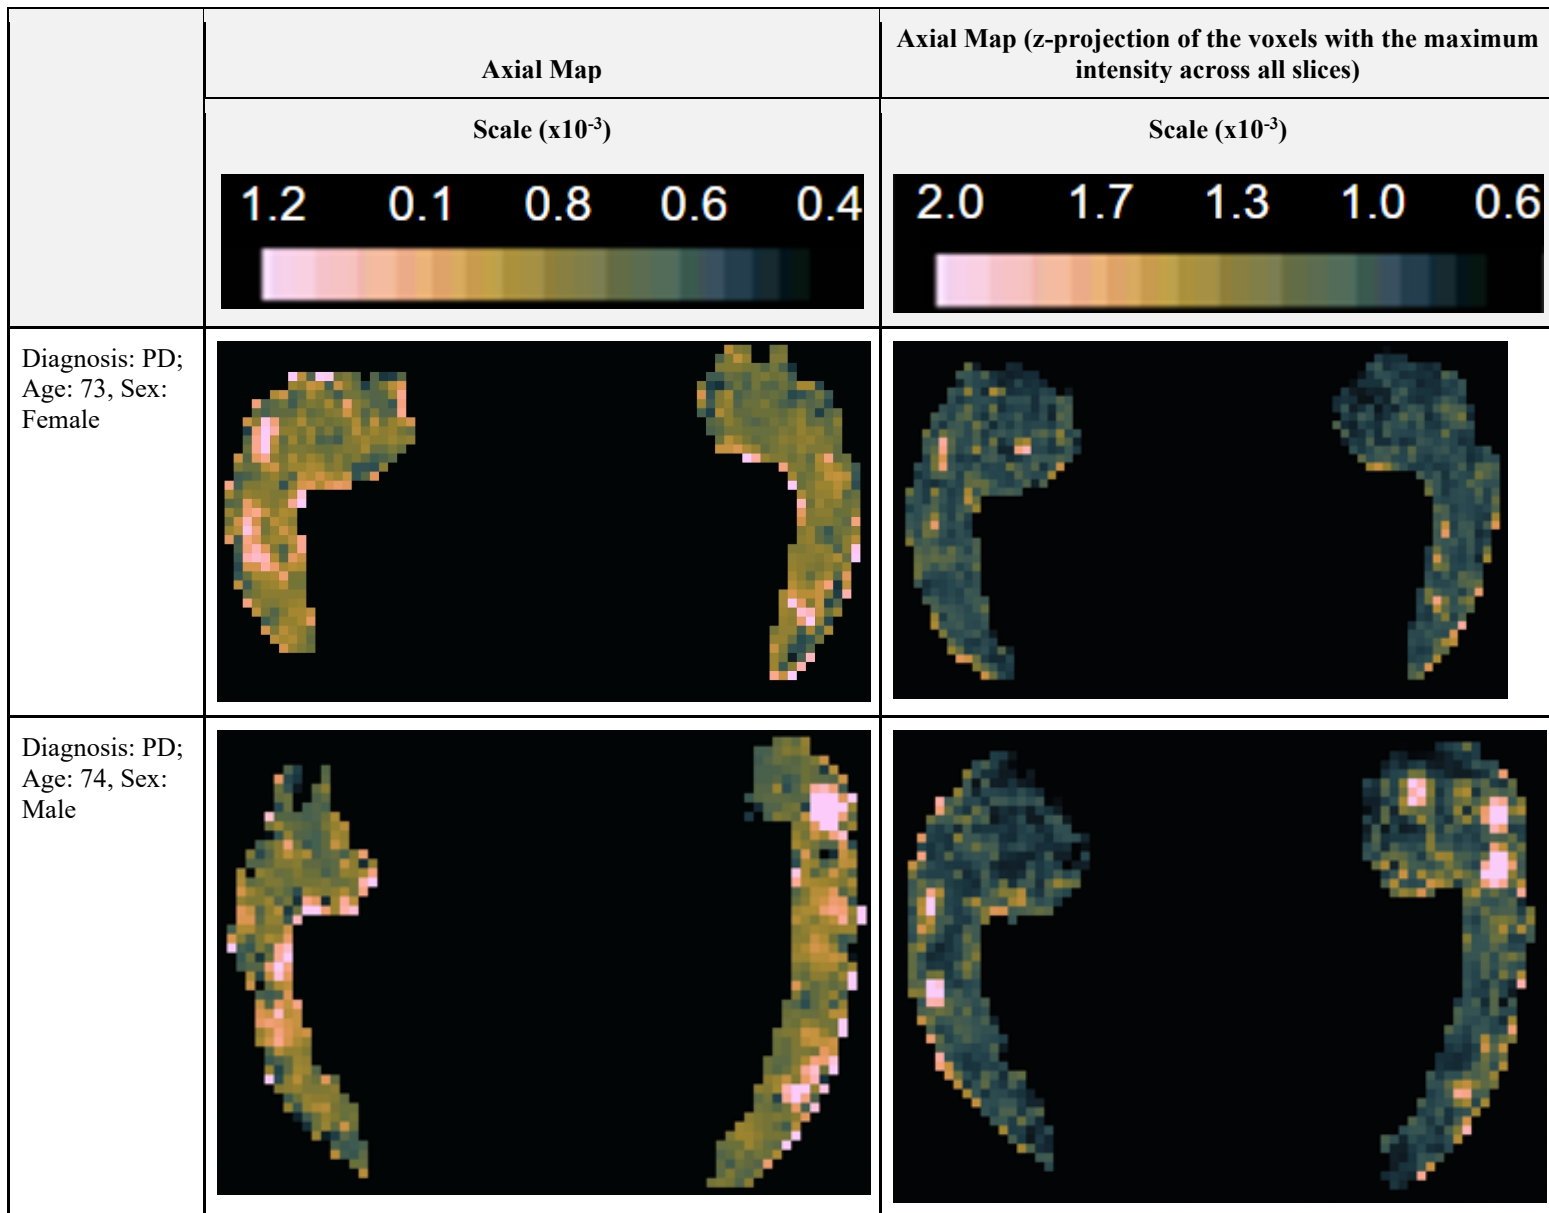 Axial Map
Axial Map (z-projection of the voxels with the maximum
intensity across all slices)
Scale (x10⁻³)
Scale (x10⁻³)
1.2 0.1 0.8 0.6 0.4
2.0 1.7 1.3 1.0 0.6
Diagnosis: PD;
Age: 73, Sex:
Female
Diagnosis: PD;
Age: 74, Sex:
Male